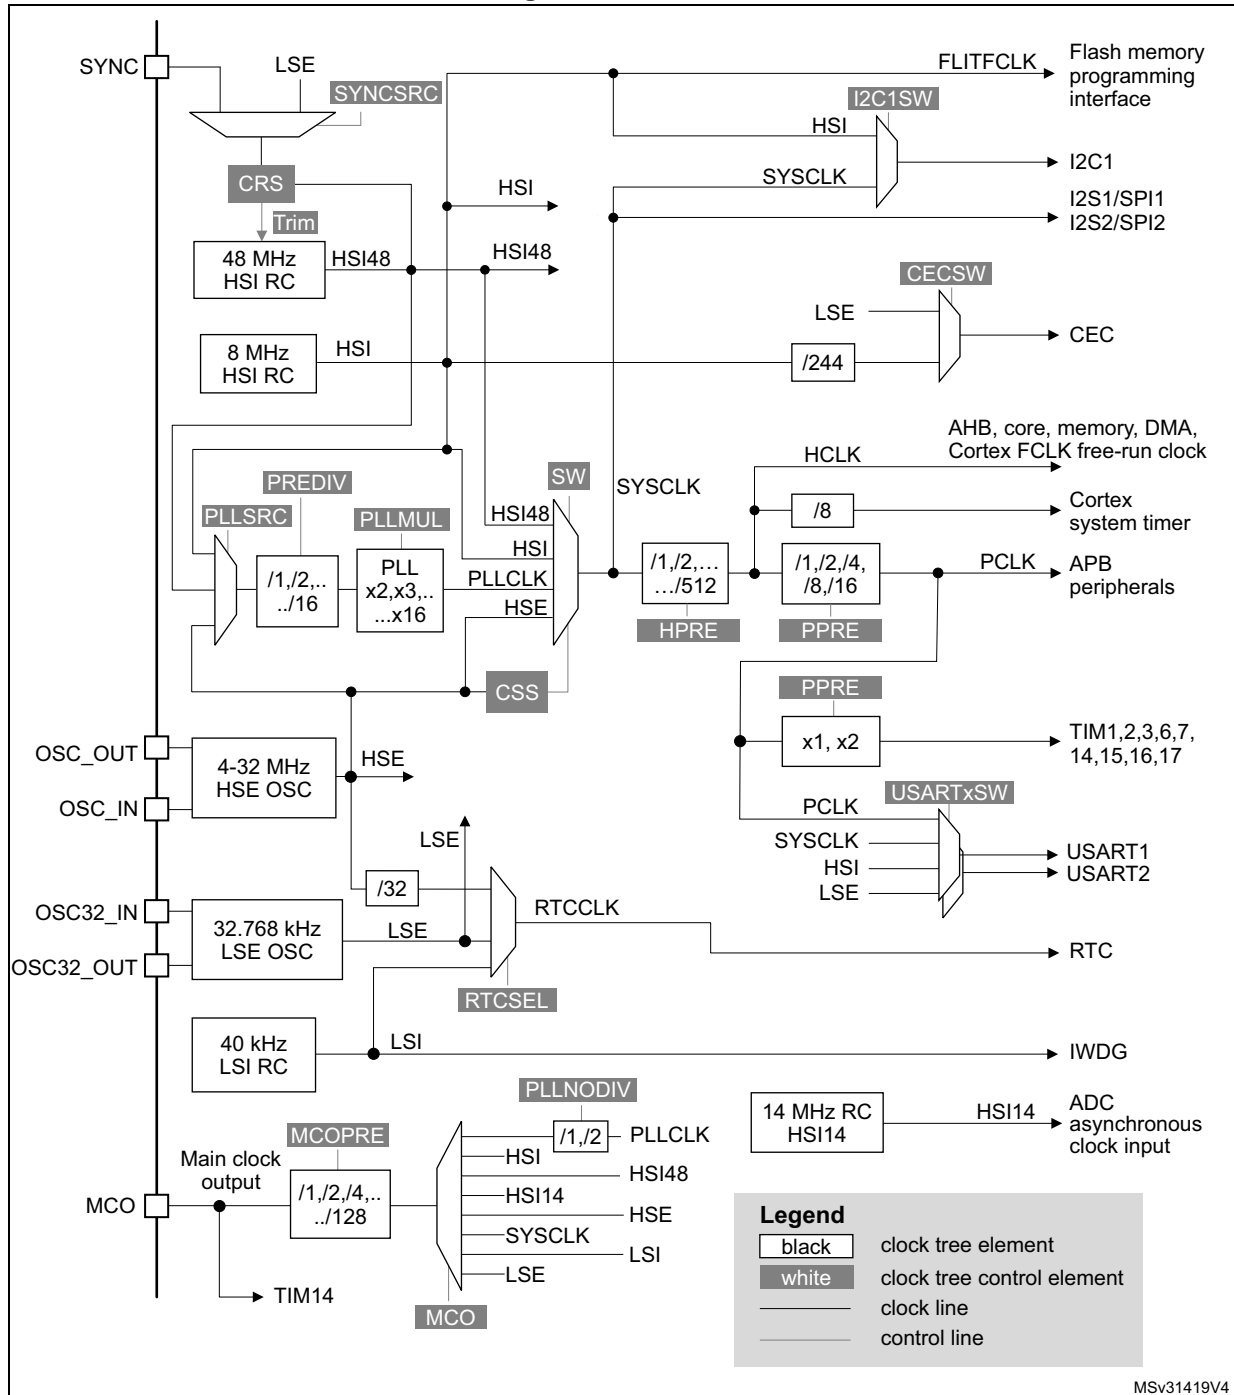 SYNC
LSE
SYNCSRC
CRS
Trim
48 MHz
HSI RC
HSI48
HSI
HSI48
8 MHz
HSI RC
HSI
FLITFCLK
Flash memory
programming
interface
I2C1SW
HSI
SYSCLK
I2C1
I2S1/SPI1
I2S2/SPI2
CECSW
LSE
/244
CEC
AHB, core, memory, DMA,
Cortex FCLK free-run clock
HCLK
/8
Cortex
system timer
PLLSRC
PREDIV
/1,/2,..
../16
PLLMUL
PLL
x2,x3,..
...x16
SW
HSI48
HSI
PLLCLK
HSE
CSS
SYSCLK
/1,/2,…
…/512
HPRE
/1,/2,/4,
/8,/16
PPRE
PCLK
APB
peripherals
PPRE
x1, x2
TIM1,2,3,6,7,
14,15,16,17
OSC_OUT
OSC_IN
4-32 MHz
HSE OSC
HSE
USARTxSW
PCLK
SYSCLK
HSI
LSE
USART1
USART2
LSE
/32
OSC32_IN
OSC32_OUT
32.768 kHz
LSE OSC
LSE
RTCCLK
RTC
RTCSEL
40 kHz
LSI RC
LSI
IWDG
PLLNODIV
/1,/2
PLLCLK
HSI
HSI48
HSI14
HSE
SYSCLK
LSI
LSE
MCO
MCOPRE
/1,/2,/4,..
../128
Main clock
output
MCO
TIM14
14 MHz RC
HSI14
HSI14
ADC
asynchronous
clock input
Legend
black
clock tree element
white
clock tree control element
clock line
control line
MSv31419V4